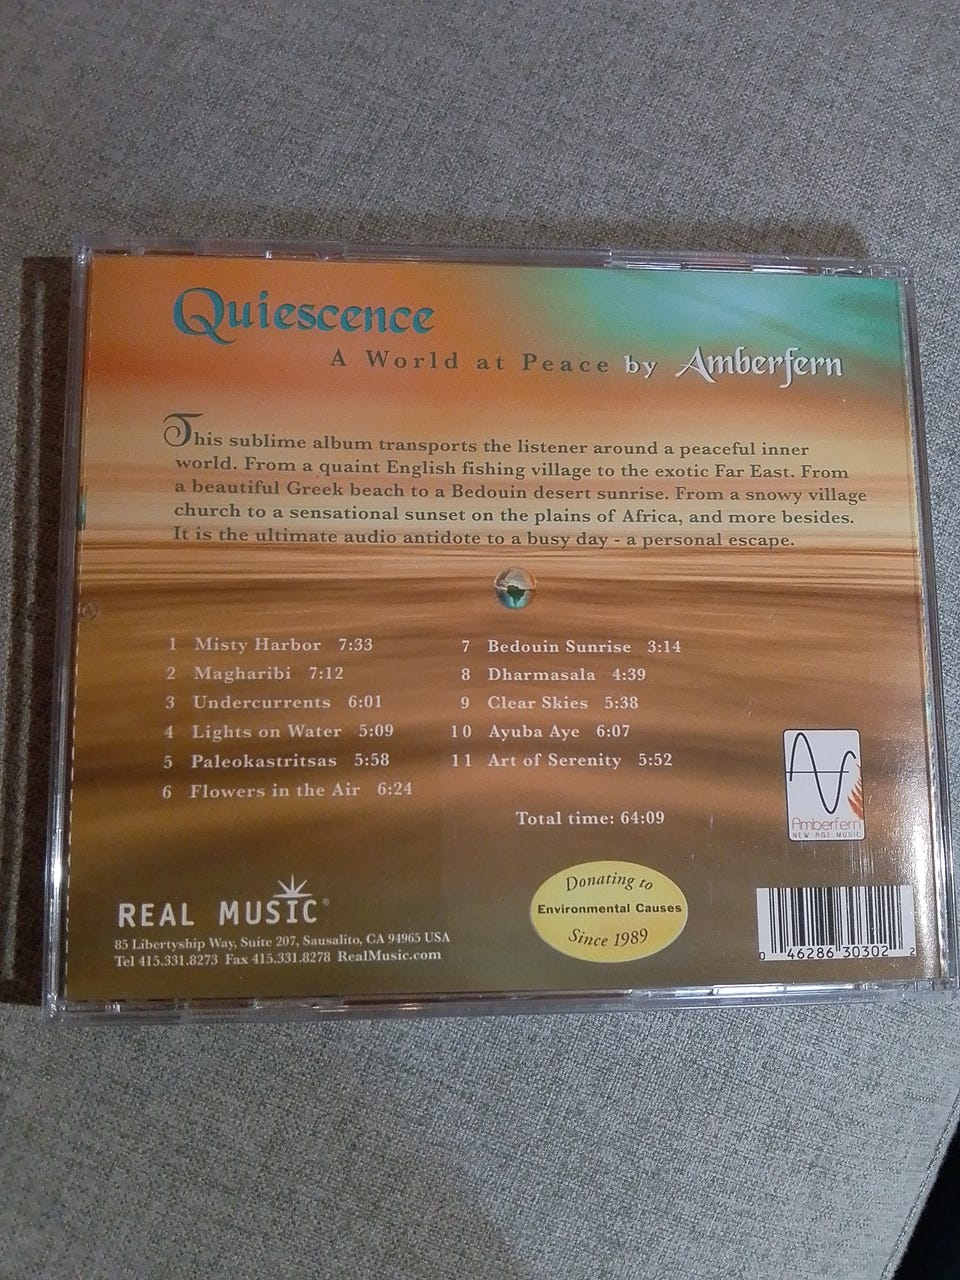 Quiescence
A World at Peace by Amberfern
This sublime album transports the listener around a peaceful inner
world. From a quaint English fishing village to the exotic Far East. From
a beautiful Greek beach to a Bedouin desert sunrise. From a snowy village
church to a sensational sunset on the plains of Africa, and more besides.
It is the ultimate audio antidote to a busy day - a personal escape.
1 Misty Harbor 7:33
2 Magharibi 7:12
3 Undercurrents 6:01
4 Lights on Water 5:09
5 Paleokastritsas 5:58
6 Flowers in the Air 6:24
7 Bedouin Sunrise 3:14
8 Dharmasala 4:39
9 Clear Skies 5:38
10 Ayuba Aye 6:07
11 Art of Serenity 5:52
Total time: 64:09
Amberfern
NEW AGE MUSIC
REAL MUSIC®
85 Libertyship Way, Suite 207, Sausalito, CA 94965 USA
Tel 415.331.8273 Fax 415.331.8278 RealMusic.com
Donating to
Environmental Causes
Since 1989
0 46286 30302 2